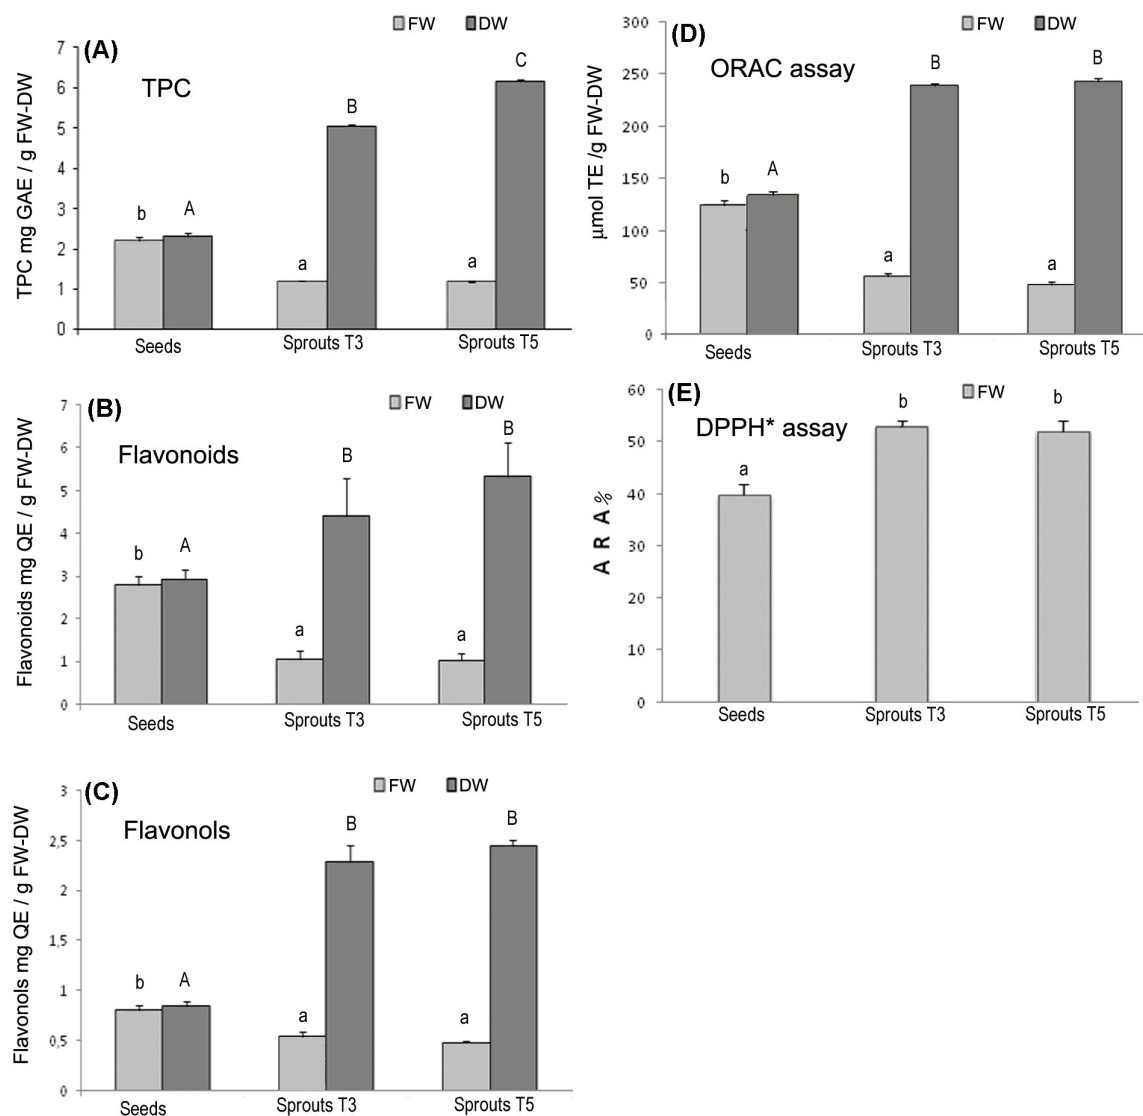 FW DW
(A)
TPC
TPC mg GAE / g FW-DW
7
6
5
4
3
2
1
0
b A
a B
a C
Seeds Sprouts T3 Sprouts T5
FW DW
(B)
Flavonoids
Flavonoids mg QE / g FW-DW
7
6
5
4
3
2
1
0
b A
a B
a B
Seeds Sprouts T3 Sprouts T5
FW DW
(C)
Flavonols
Flavonols mg QE / g FW-DW
3
2,5
2
1,5
1
0,5
0
b A
a B
a B
Seeds Sprouts T3 Sprouts T5
FW DW
(D)
ORAC assay
µmol TE /g FW-DW
300
250
200
150
100
50
0
b A
a B
a B
Seeds Sprouts T3 Sprouts T5
FW
(E)
DPPH* assay
A R A %
60
50
40
30
20
10
0
a
b
b
Seeds Sprouts T3 Sprouts T5